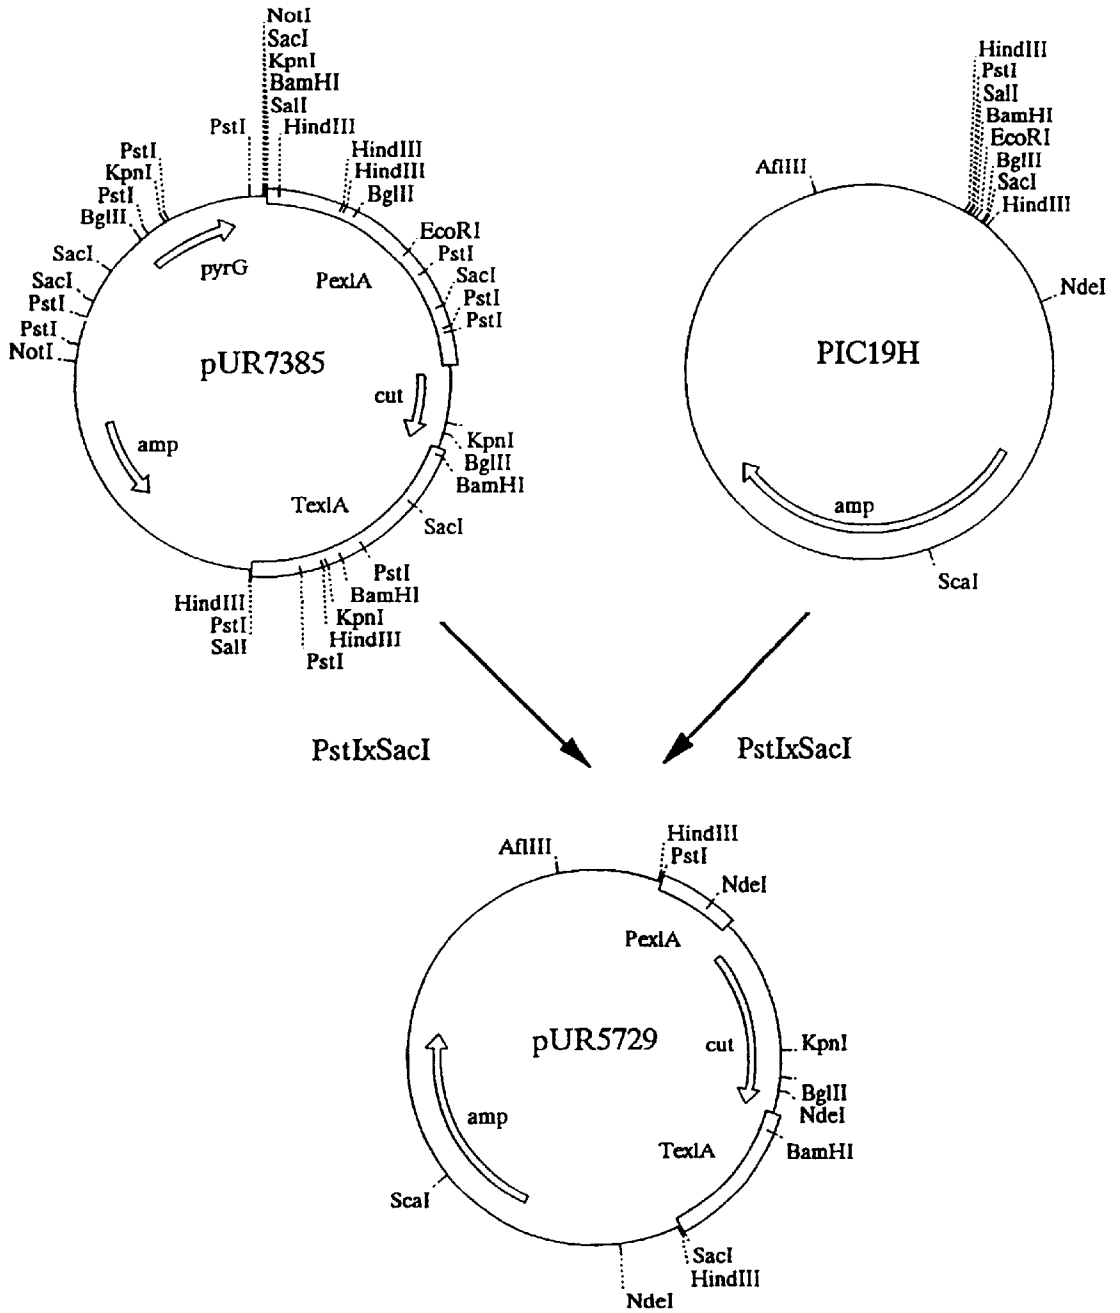 NotI
SacI
KpnI
BamHI
SalI
PstI
HindIII
PstI
KpnI
PstI
BglII
SacI
SacI
PstI
PstI
NotI
HindIII
HindIII
BglII
EcoRI
PstI
SacI
PstI
PstI
pyrG
PexlA
pUR7385
cut
amp
TexlA
KpnI
BglII
BamHI
SacI
PstI
BamHI
KpnI
HindIII
PstI
HindIII
PstI
SalI
HindIII
PstI
SalI
BamHI
EcoRI
BglII
SacI
HindIII
AflIII
NdeI
PIC19H
amp
ScaI
PstIxSacI
PstIxSacI
AflIII
HindIII
PstI
NdeI
PexlA
pUR5729
cut
KpnI
BglII
NdeI
BamHI
TexlA
amp
ScaI
SacI
HindIII
NdeI